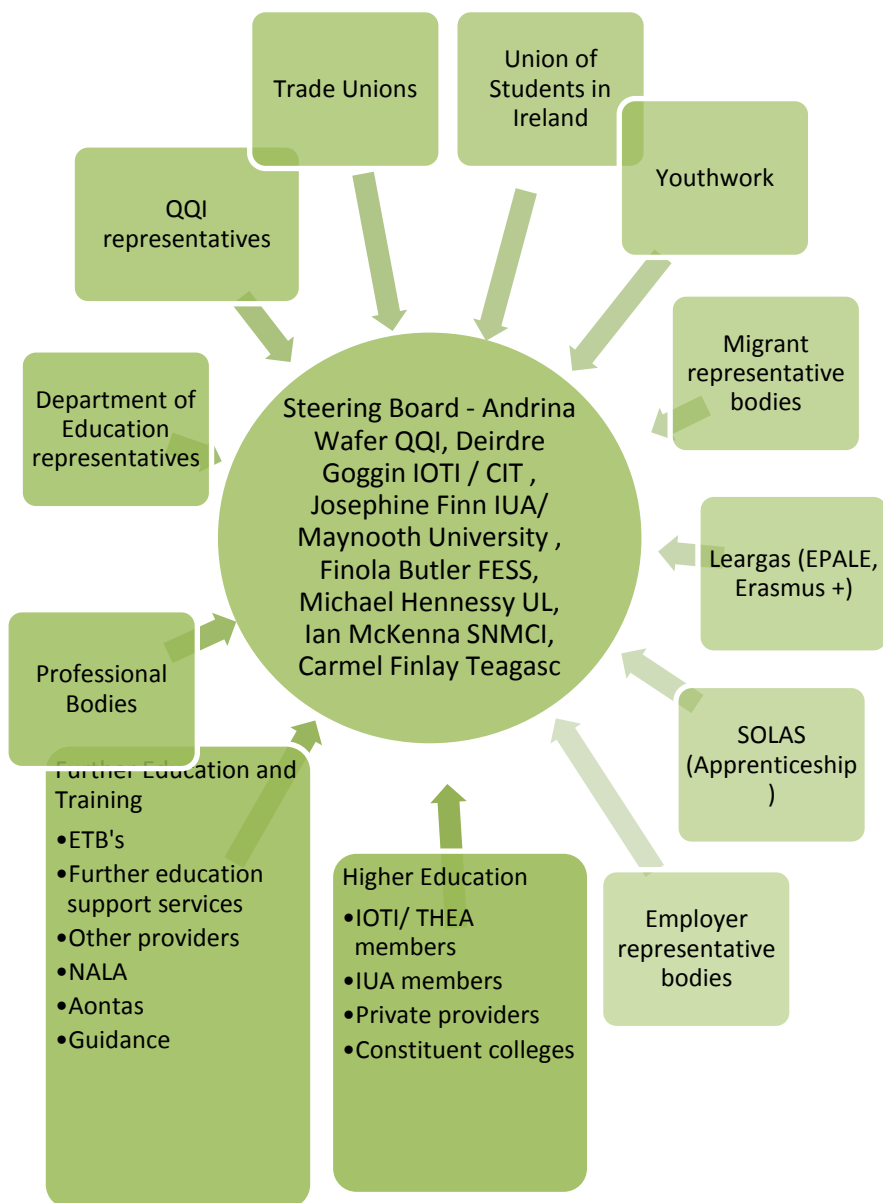 Trade Unions
Union of
Students in
Ireland
Youthwork
QQI
representatives
Migrant
representative
bodies
Department of
Education
representatives
Steering Board - Andrina
Wafer QQI, Deirdre
Goggin IOTI / CIT ,
Josephine Finn IUA/
Maynooth University ,
Finola Butler FESS,
Michael Hennessy UL,
Ian McKenna SNMCI,
Carmel Finlay Teagasc
Leargas (EPALE,
Erasmus +)
Professional
Bodies
SOLAS
(Apprenticeship
)
Further Education and
Training
•ETB's
•Further education
support services
•Other providers
•NALA
•Aontas
•Guidance
Higher Education
•IOTI/ THEA
members
•IUA members
•Private providers
•Constituent colleges
Employer
representative
bodies